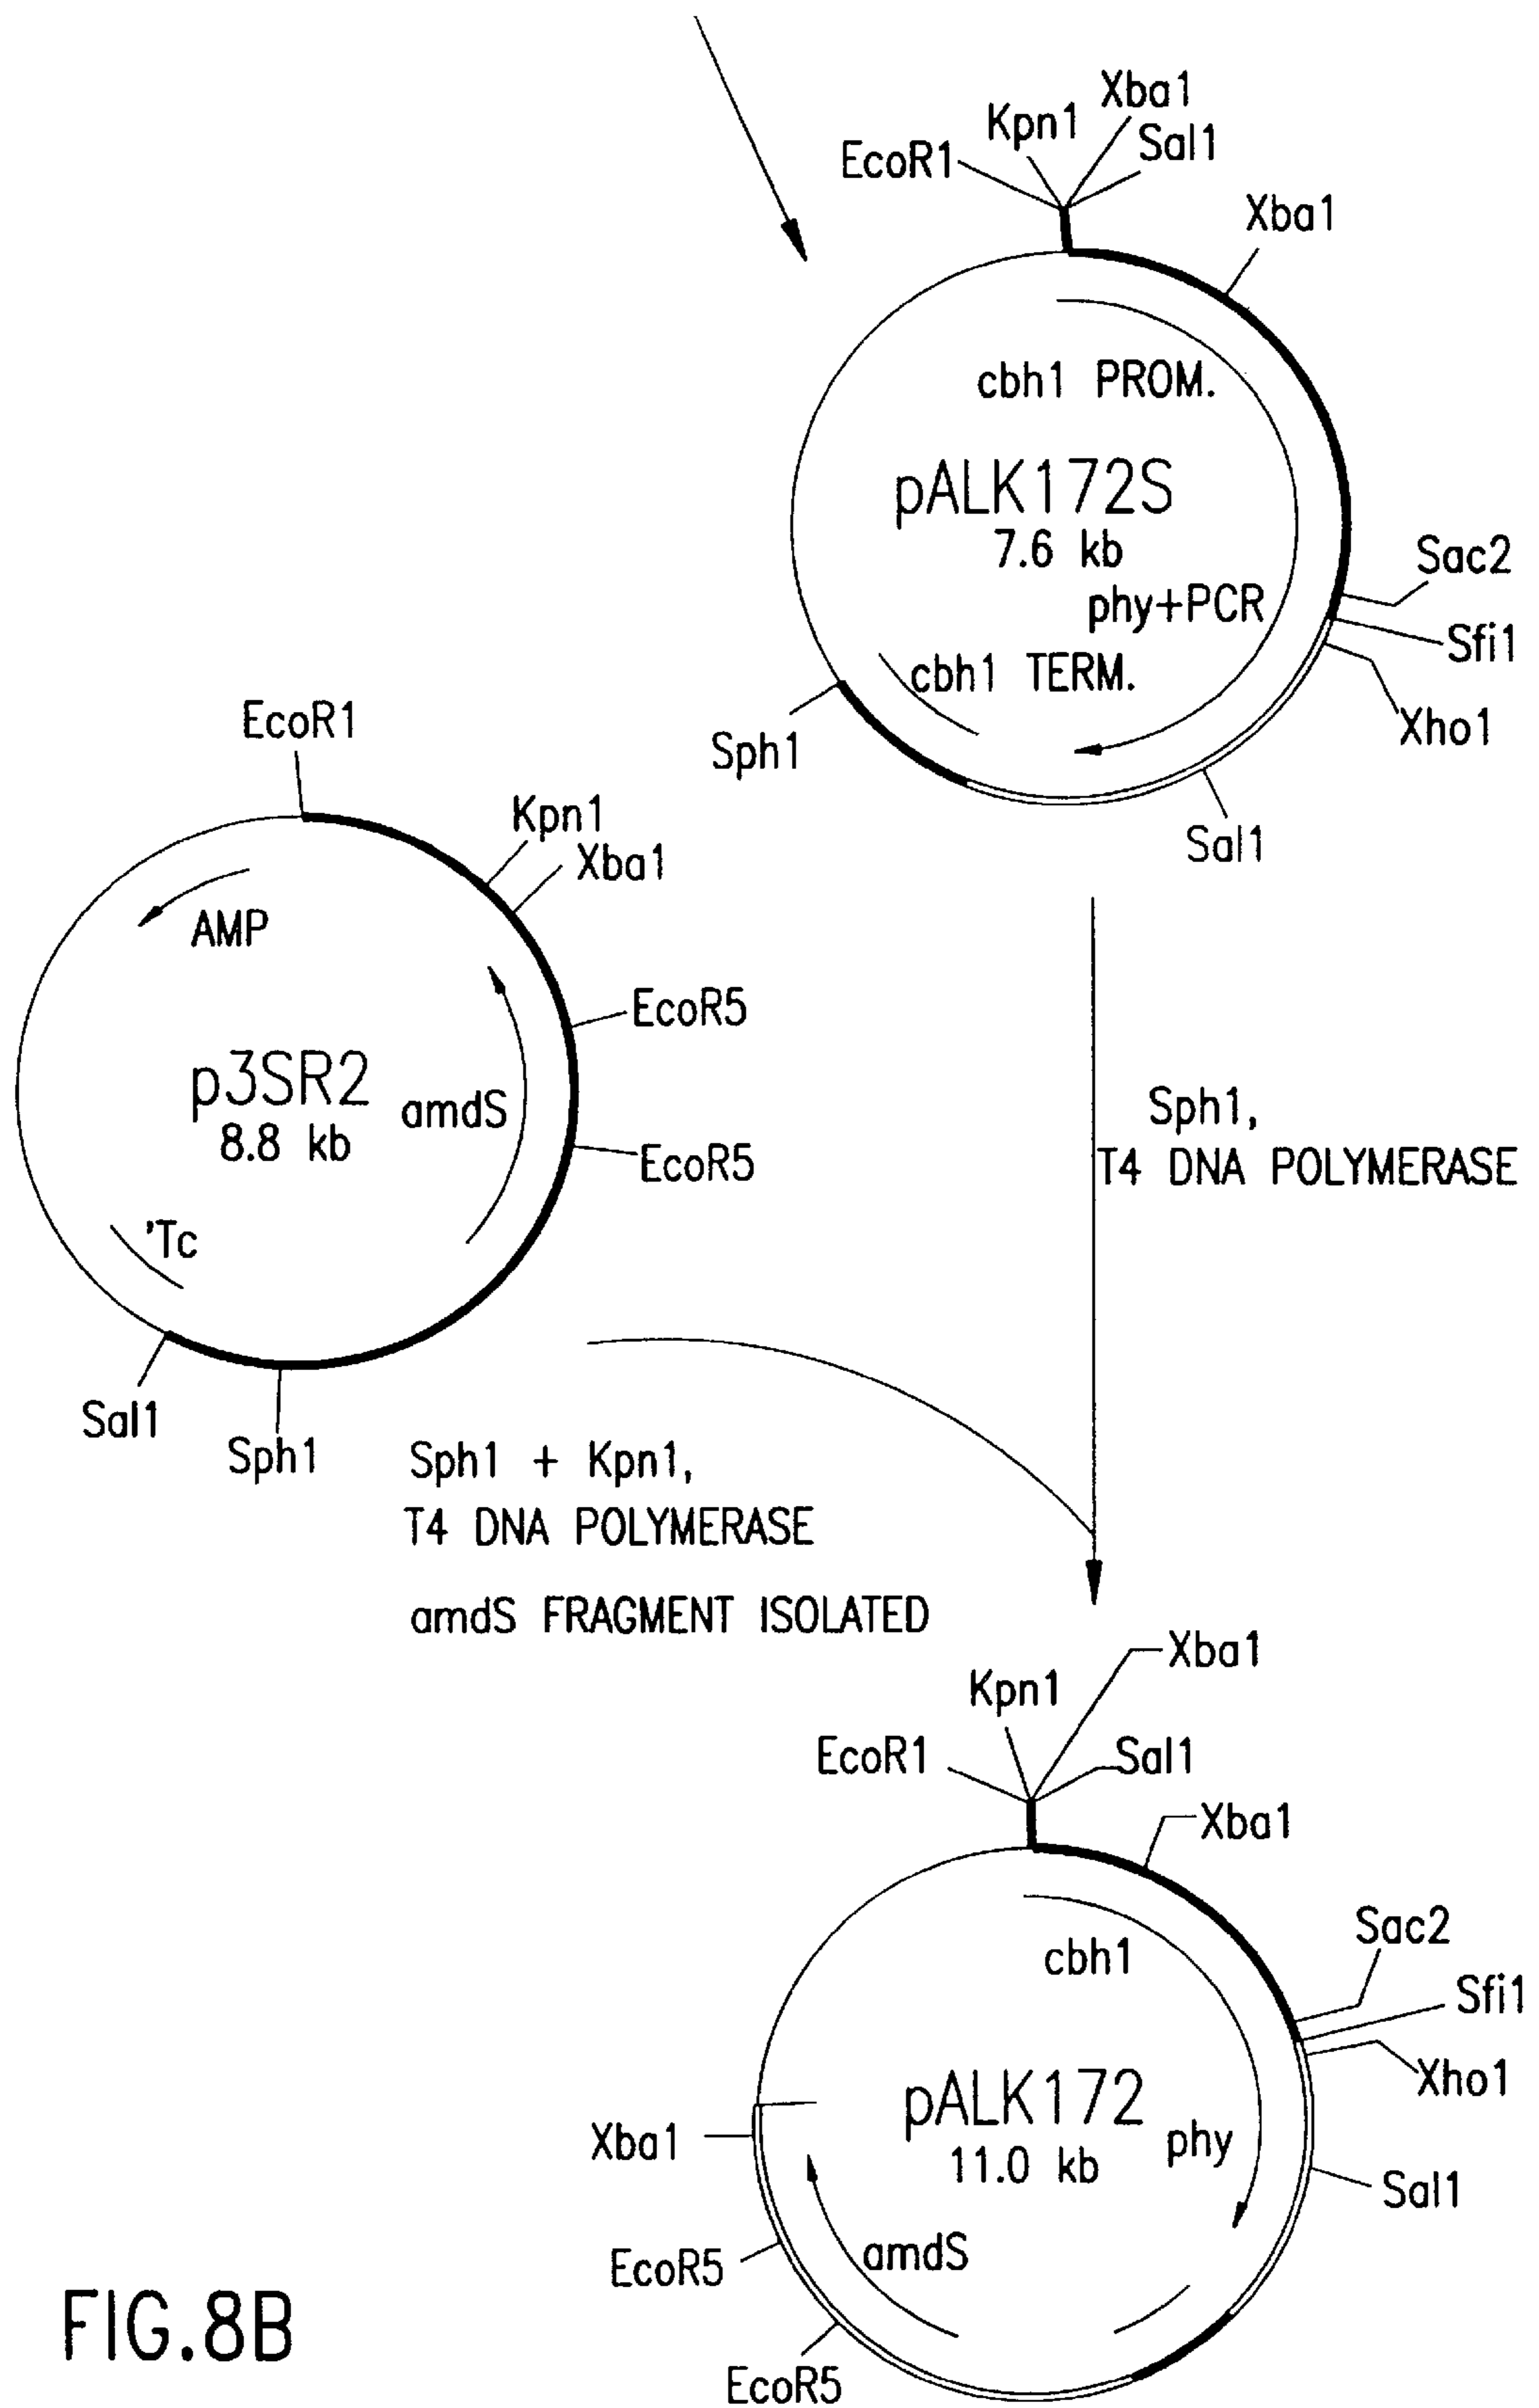 Xba1
Kpn1
Sal1
EcoR1
Xba1
cbh1 PROM.
pALK172S
7.6 kb
Sac2
phy+PCR
Sfi1
cbh1 TERM.
Xho1
Sph1
Sal1
EcoR1
Kpn1
Xba1
AMP
EcoR5
p3SR2
amdS
8.8 kb
EcoR5
'Tc
Sal1
Sph1
Sph1,
T4 DNA POLYMERASE
Sph1 + Kpn1,
T4 DNA POLYMERASE
amdS FRAGMENT ISOLATED
Xba1
Kpn1
EcoR1
Sal1
Xba1
cbh1
Sac2
Sfi1
Xho1
pALK172
phy
11.0 kb
Xba1
Sal1
amdS
EcoR5
EcoR5
FIG.8B